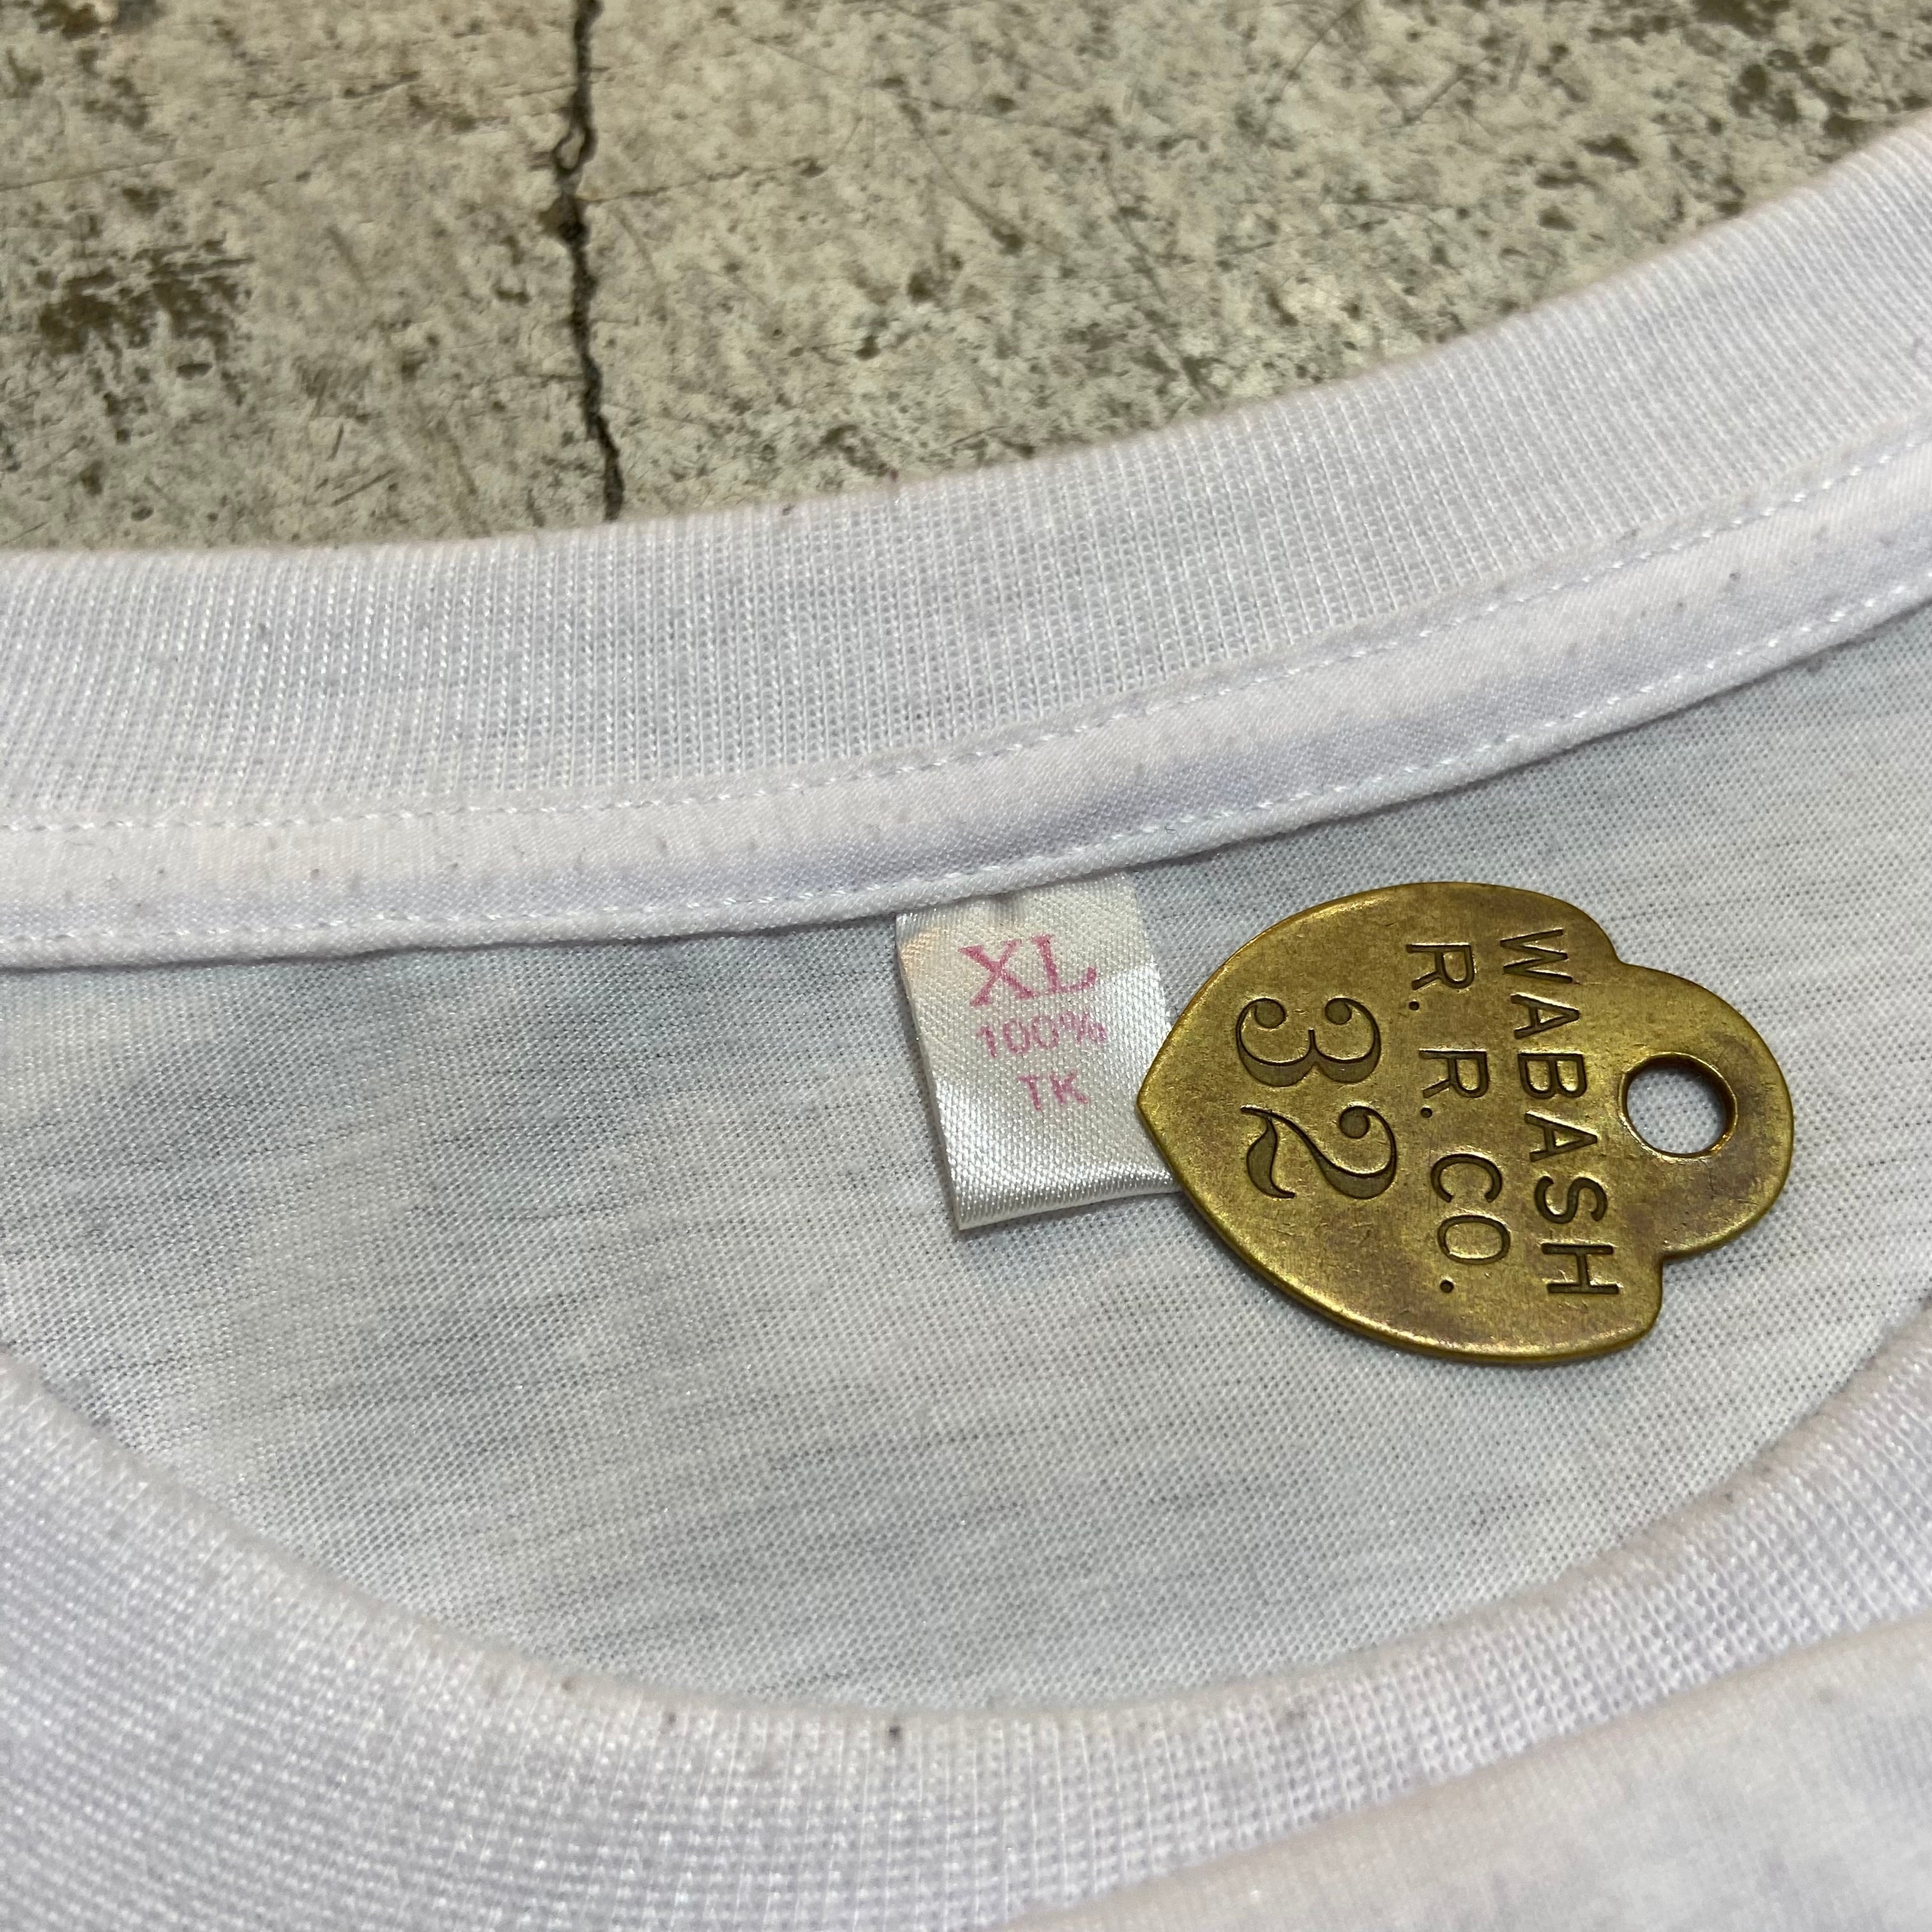 XL
100%
TK
WABASH
R. R. CO.
32